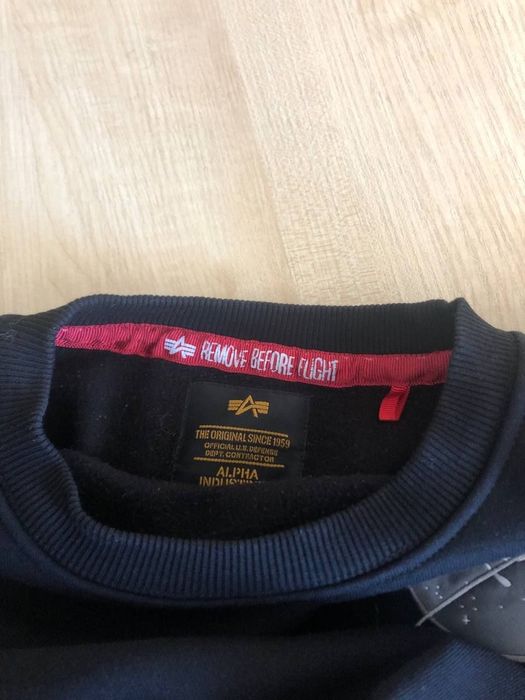 REMOVE BEFORE FLIGHT
THE ORIGINAL SINCE 1959
OFFICIAL U.S. DEFENSE
DEPT. CONTRACTOR
ALPHA